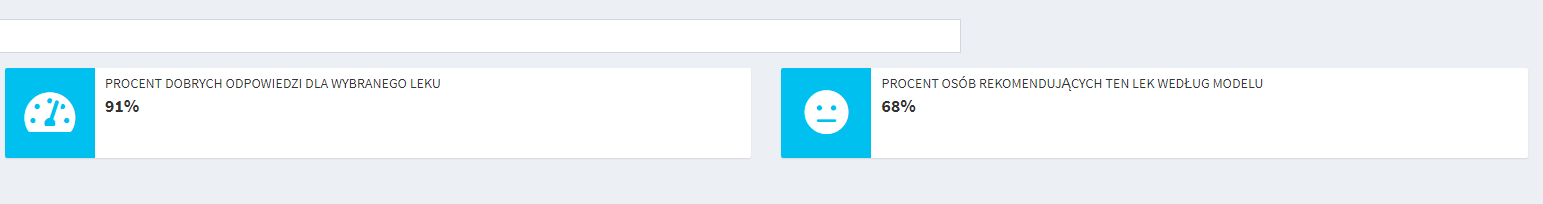 PROCENT DOBRYCH ODPOWIEDZI DLA WYBRANEGO LEKU
91%
PROCENT OSÓB REKOMENDUJĄCYCH TEN LEK WEDŁUG MODELU
68%